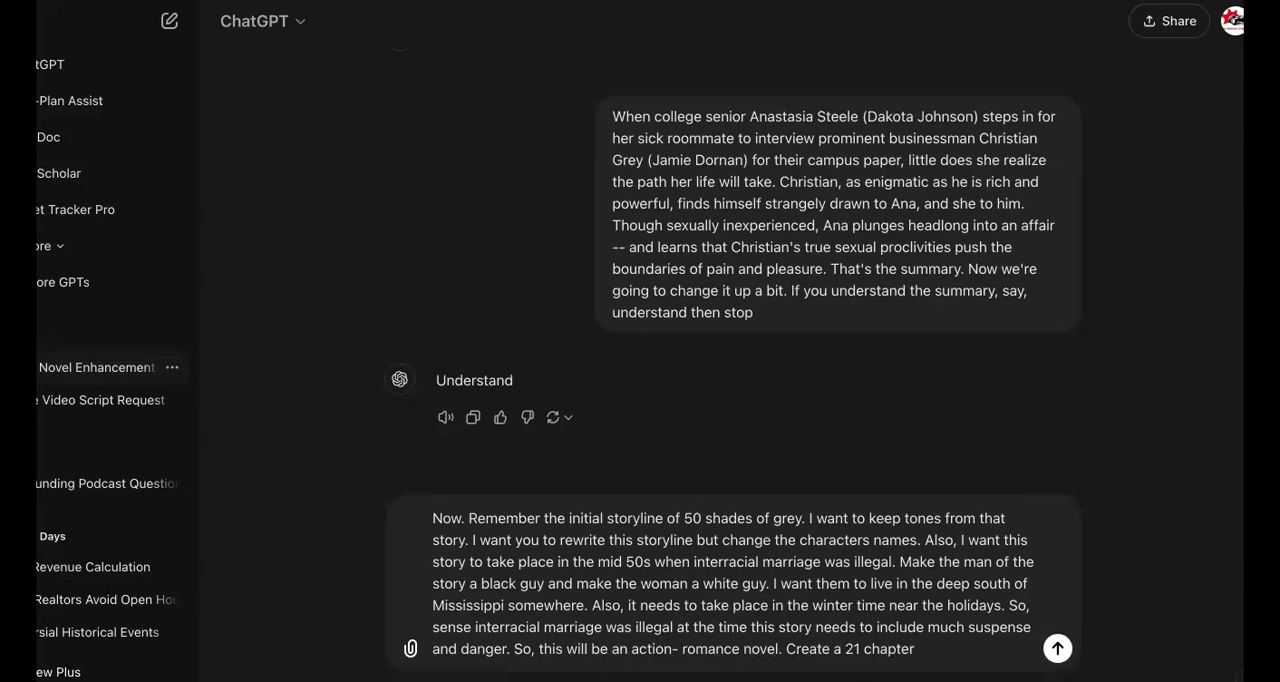 ChatGPT
Share
tGPT
-Plan Assist
Doc
Scholar
et Tracker Pro
ore
ore GPTs
Novel Enhancement
e Video Script Request
unding Podcast Question
Days
Revenue Calculation
Realtors Avoid Open Hou
rsial Historical Events
ew Plus
When college senior Anastasia Steele (Dakota Johnson) steps in for
her sick roommate to interview prominent businessman Christian
Grey (Jamie Dornan) for their campus paper, little does she realize
the path her life will take. Christian, as enigmatic as he is rich and
powerful, finds himself strangely drawn to Ana, and she to him.
Though sexually inexperienced, Ana plunges headlong into an affair
-- and learns that Christian's true sexual proclivities push the
boundaries of pain and pleasure. That's the summary. Now we're
going to change it up a bit. If you understand the summary, say,
understand then stop
Understand
Now. Remember the initial storyline of 50 shades of grey. I want to keep tones from that
story. I want you to rewrite this storyline but change the characters names. Also, I want this
story to take place in the mid 50s when interracial marriage was illegal. Make the man of the
story a black guy and make the woman a white guy. I want them to live in the deep south of
Mississippi somewhere. Also, it needs to take place in the winter time near the holidays. So,
sense interracial marriage was illegal at the time this story needs to include much suspense
and danger. So, this will be an action- romance novel. Create a 21 chapter